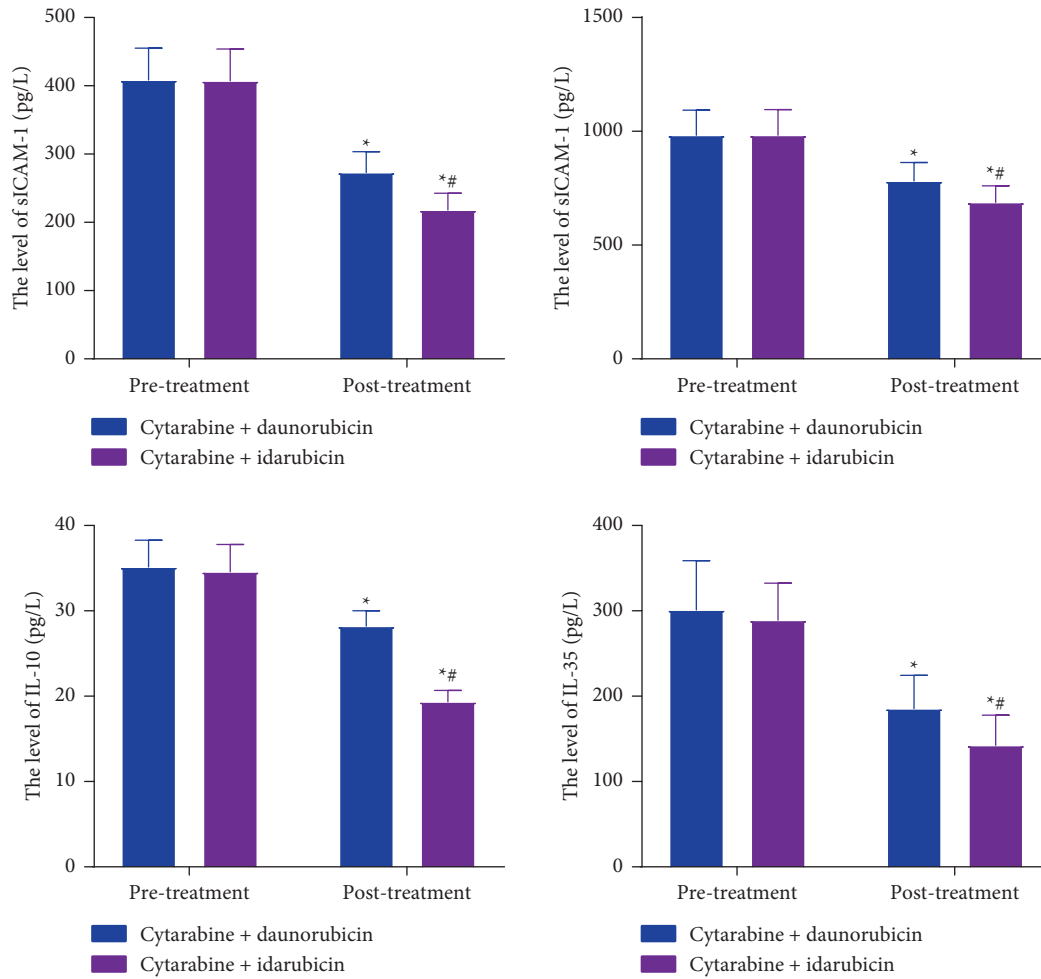 The level of sICAM-1 (pg/L)
500
400
300
200
100
0
*
*#
Pre-treatment
Post-treatment
Cytarabine + daunorubicin
Cytarabine + idarubicin
The level of sICAM-1 (pg/L)
1500
1000
500
0
*
*#
Pre-treatment
Post-treatment
Cytarabine + daunorubicin
Cytarabine + idarubicin
The level of IL-10 (pg/L)
40
30
20
10
0
*
*#
Pre-treatment
Post-treatment
Cytarabine + daunorubicin
Cytarabine + idarubicin
The level of IL-35 (pg/L)
400
300
200
100
0
*
*#
Pre-treatment
Post-treatment
Cytarabine + daunorubicin
Cytarabine + idarubicin